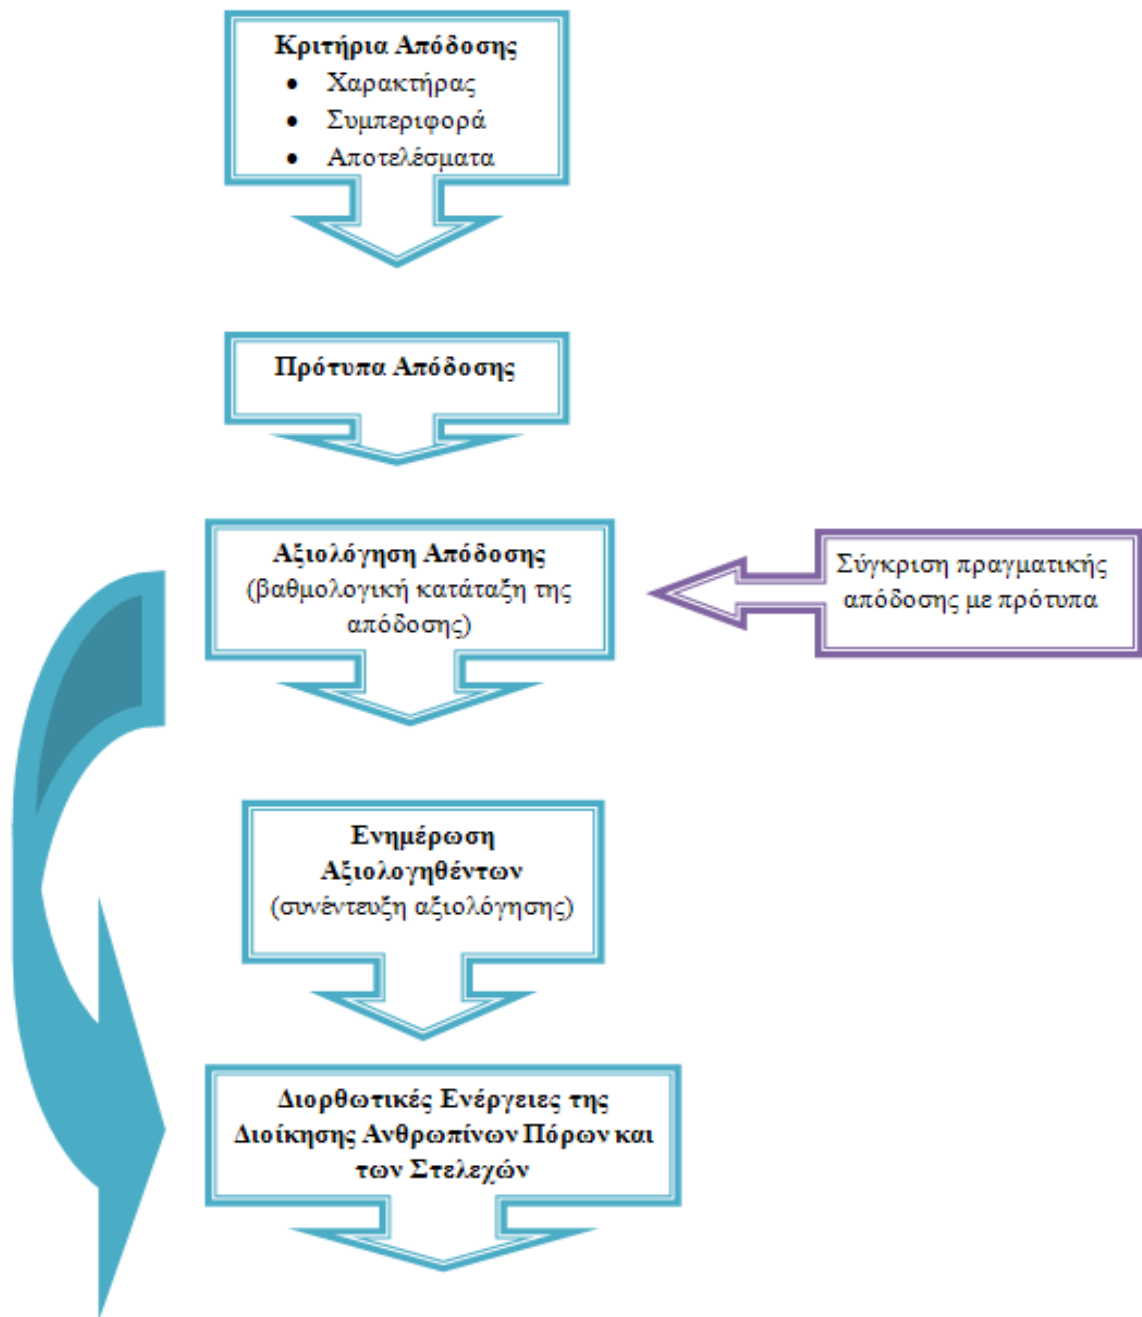 Κριτήρια Απόδοσης
• Χαρακτήρας
• Συμπεριφορά
• Αποτελέσματα
Πρότυπα Απόδοσης
Αξιολόγηση Απόδοσης
(βαθμολογική κατάταξη της
απόδοσης)
Σύγκριση πραγματικής
απόδοσης με πρότυπα
Ενημέρωση
Αξιολογηθέντων
(συνέντευξη αξιολόγησης)
Διορθωτικές Ενέργειες της
Διοίκησης Ανθρωπίνων Πόρων και
των Στελεχών